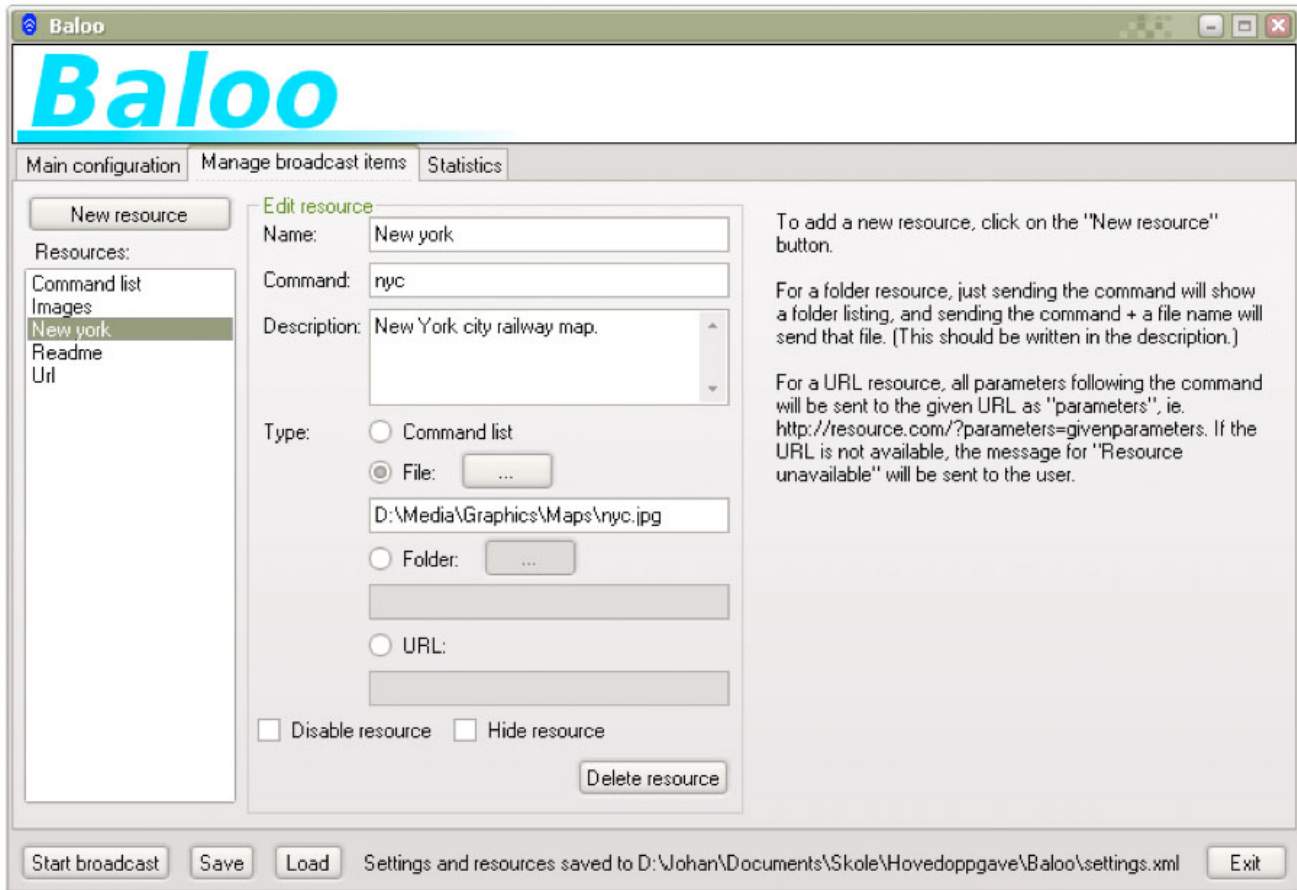 Baloo
Baloo
Main configuration
Manage broadcast items
Statistics
New resource
Resources:
Command list
Images
New york
Readme
Url
Edit resource
Name:
New york
Command:
nyc
Description:
New York city railway map.
Type:
Command list
File:
...
D:\Media\Graphics\Maps\nyc.jpg
Folder:
...
URL:
Disable resource
Hide resource
Delete resource
To add a new resource, click on the "New resource"
button.
For a folder resource, just sending the command will show
a folder listing, and sending the command + a file name will
send that file. (This should be written in the description.)
For a URL resource, all parameters following the command
will be sent to the given URL as "parameters", ie.
http://resource.com/?parameters=givenparameters. If the
URL is not available, the message for "Resource
unavailable" will be sent to the user.
Start broadcast
Save
Load
Settings and resources saved to D:\Johan\Documents\Skole\Hovedoppgave\Baloo\settings.xml
Exit